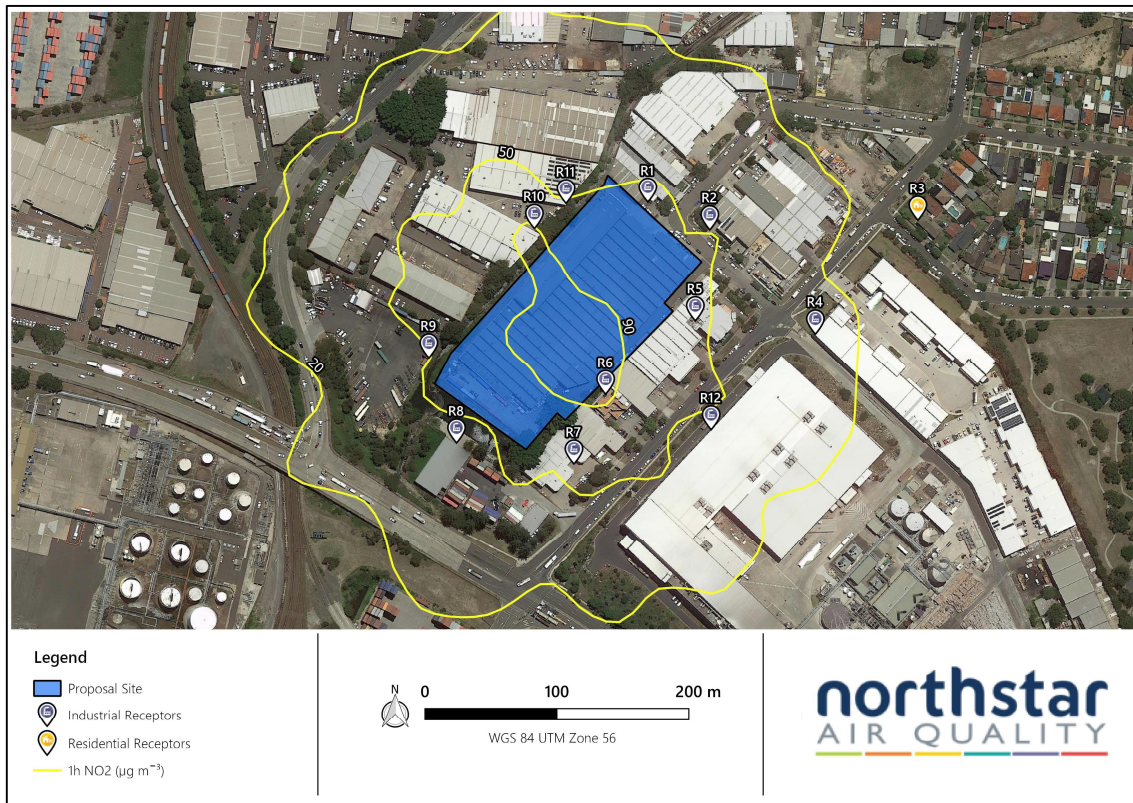 50
R11
R1
R10
R2
R3
R5
R4
90
R9
20
R6
R12
R8
R7
Legend
Proposal Site
Industrial Receptors
Residential Receptors
1h NO2 (µg m⁻³)
N
0 100 200 m
WGS 84 UTM Zone 56
northstar
AIR QUALITY